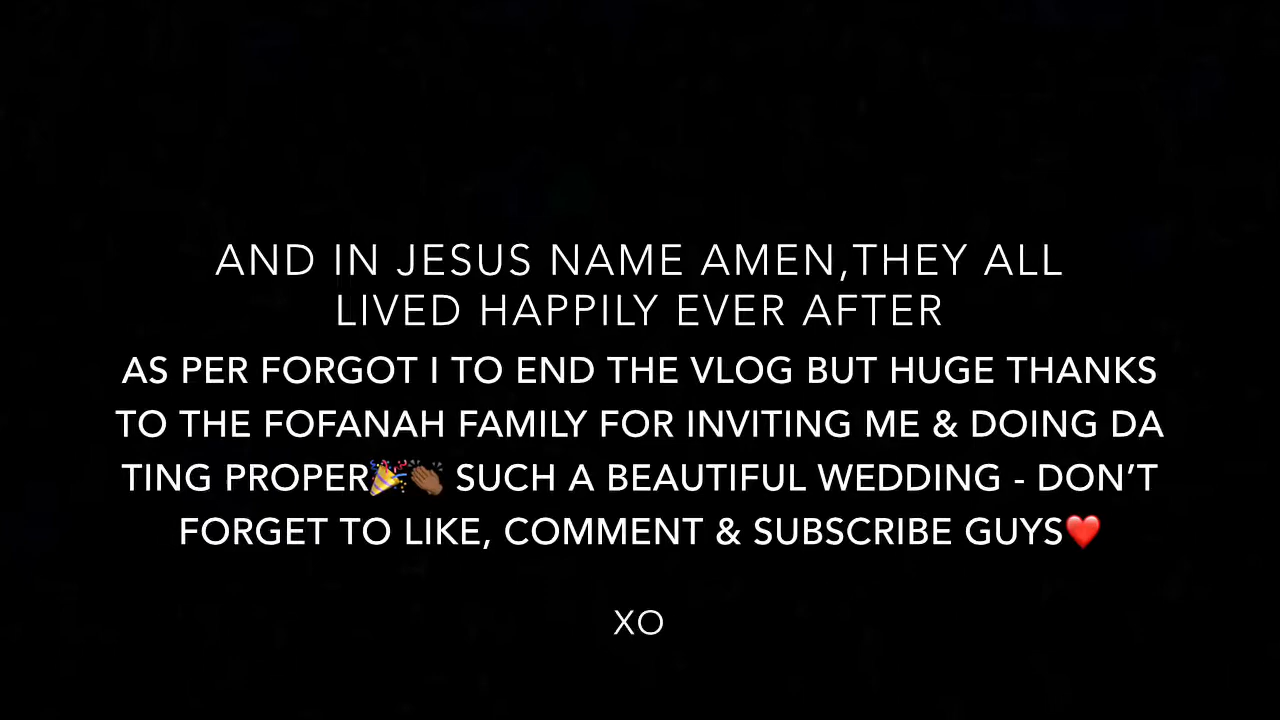 AND IN JESUS NAME AMEN,THEY ALL
LIVED HAPPILY EVER AFTER
AS PER FORGOT I TO END THE VLOG BUT HUGE THANKS
TO THE FOFANAH FAMILY FOR INVITING ME & DOING DA
TING PROPER🎉👏🏾 SUCH A BEAUTIFUL WEDDING - DON’T
FORGET TO LIKE, COMMENT & SUBSCRIBE GUYS❤️
XO